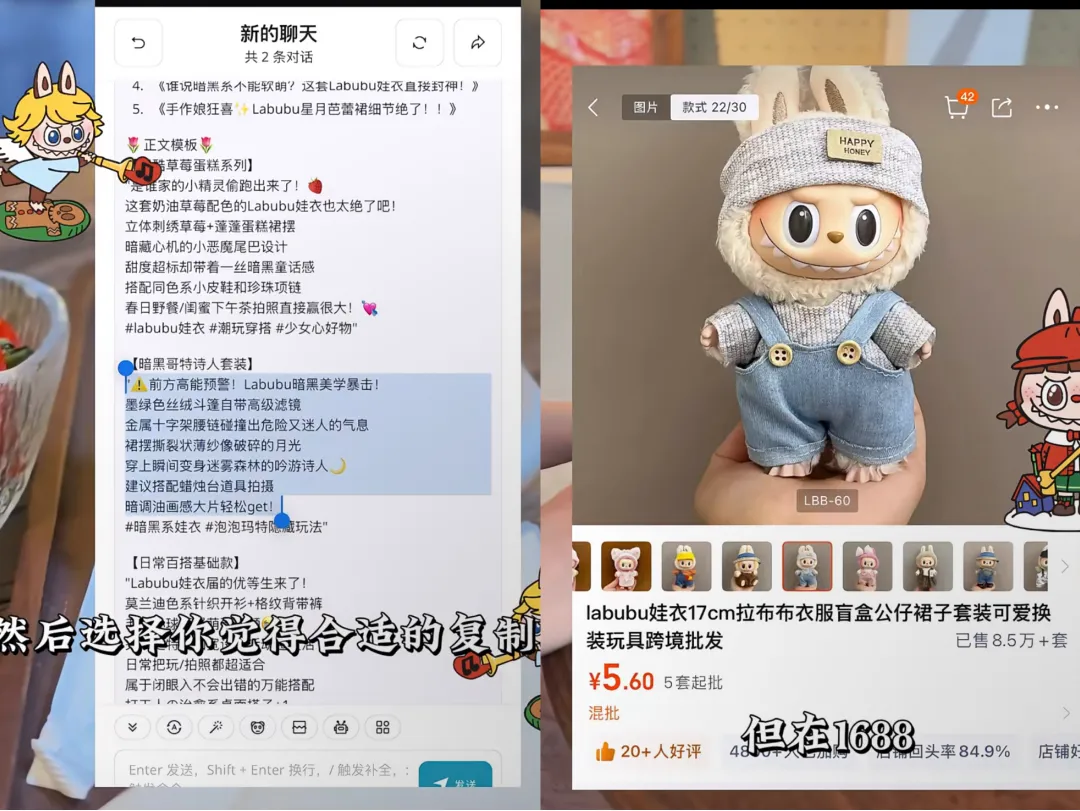 新的聊天
共 2 条对话
4. 《谁说暗黑系不能软萌？这套Labubu娃衣直接封神！》
5. 《手作娘狂喜✨Labubu星月芭蕾裙细节绝了！！》
🌷正文模板🌷
酷草莓蛋糕系列】
是谁家的小精灵偷跑出来了！🍓
这套奶油草莓配色的Labubu娃衣也太绝了吧！
立体刺绣草莓+蓬蓬蛋糕裙摆
暗藏心机的小恶魔尾巴设计
甜度超标却带着一丝暗黑童话感
搭配同色系小皮鞋和珍珠项链
春日野餐/闺蜜下午茶拍照直接赢很大！💘
#labubu娃衣 #潮玩穿搭 #少女心好物"
【暗黑哥特诗人套装】
"⚠️前方高能预警！Labubu暗黑美学暴击！
墨绿色丝绒斗篷自带高级滤镜
金属十字架腰链碰撞出危险又迷人的气息
裙摆撕裂状薄纱像破碎的月光
穿上瞬间变身迷雾森林的吟游诗人🌙
建议搭配蜡烛台道具拍摄
暗调油画感大片轻松get！
#暗黑系娃衣 #泡泡玛特隐藏玩法"
【日常百搭基础款】
"Labubu娃衣届的优等生来了！
莫兰迪色系针织开衫+格纹背带裤
然后选择你觉得合适的复制
日常把玩/拍照都超适合
属于闭眼入不会出错的万能搭配
Enter 发送，Shift + Enter 换行，/ 触发补全，:
发送
图片
款式 22/30
42
HAPPY
HONEY
LBB-60
labubu娃衣17cm拉布布衣服盲盒公仔裙子套装可爱换
装玩具跨境批发
已售8.5万+套
¥5.60 5套起批
混批
但在1688
20+人好评
店铺回头率84.9%